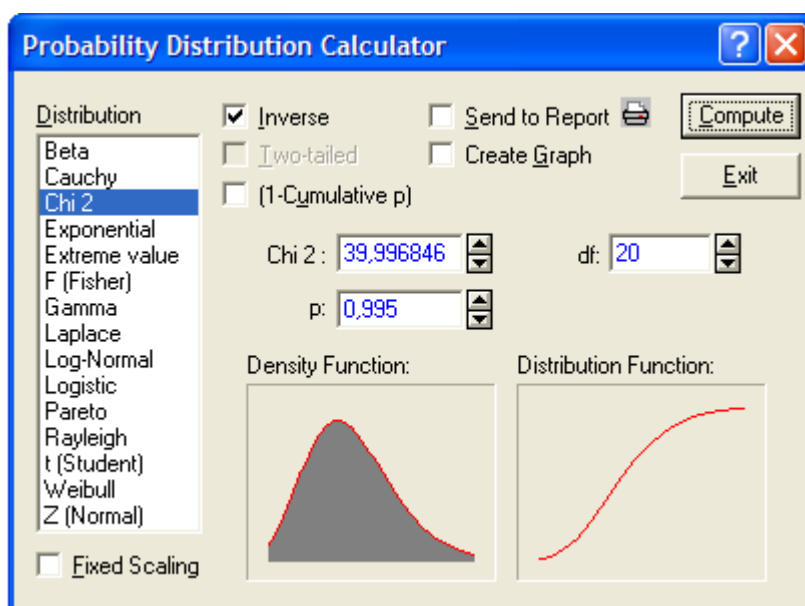 Probability Distribution Calculator
Distribution
Beta
Cauchy
Chi 2
Exponential
Extreme value
F (Fisher)
Gamma
Laplace
Log-Normal
Logistic
Pareto
Rayleigh
t (Student)
Weibull
Z (Normal)
Fixed Scaling
Inverse
Two-tailed
(1-Cumulative p)
Send to Report
Create Graph
Compute
Exit
Chi 2 : 39,996846
df: 20
p: 0,995
Density Function:
Distribution Function: